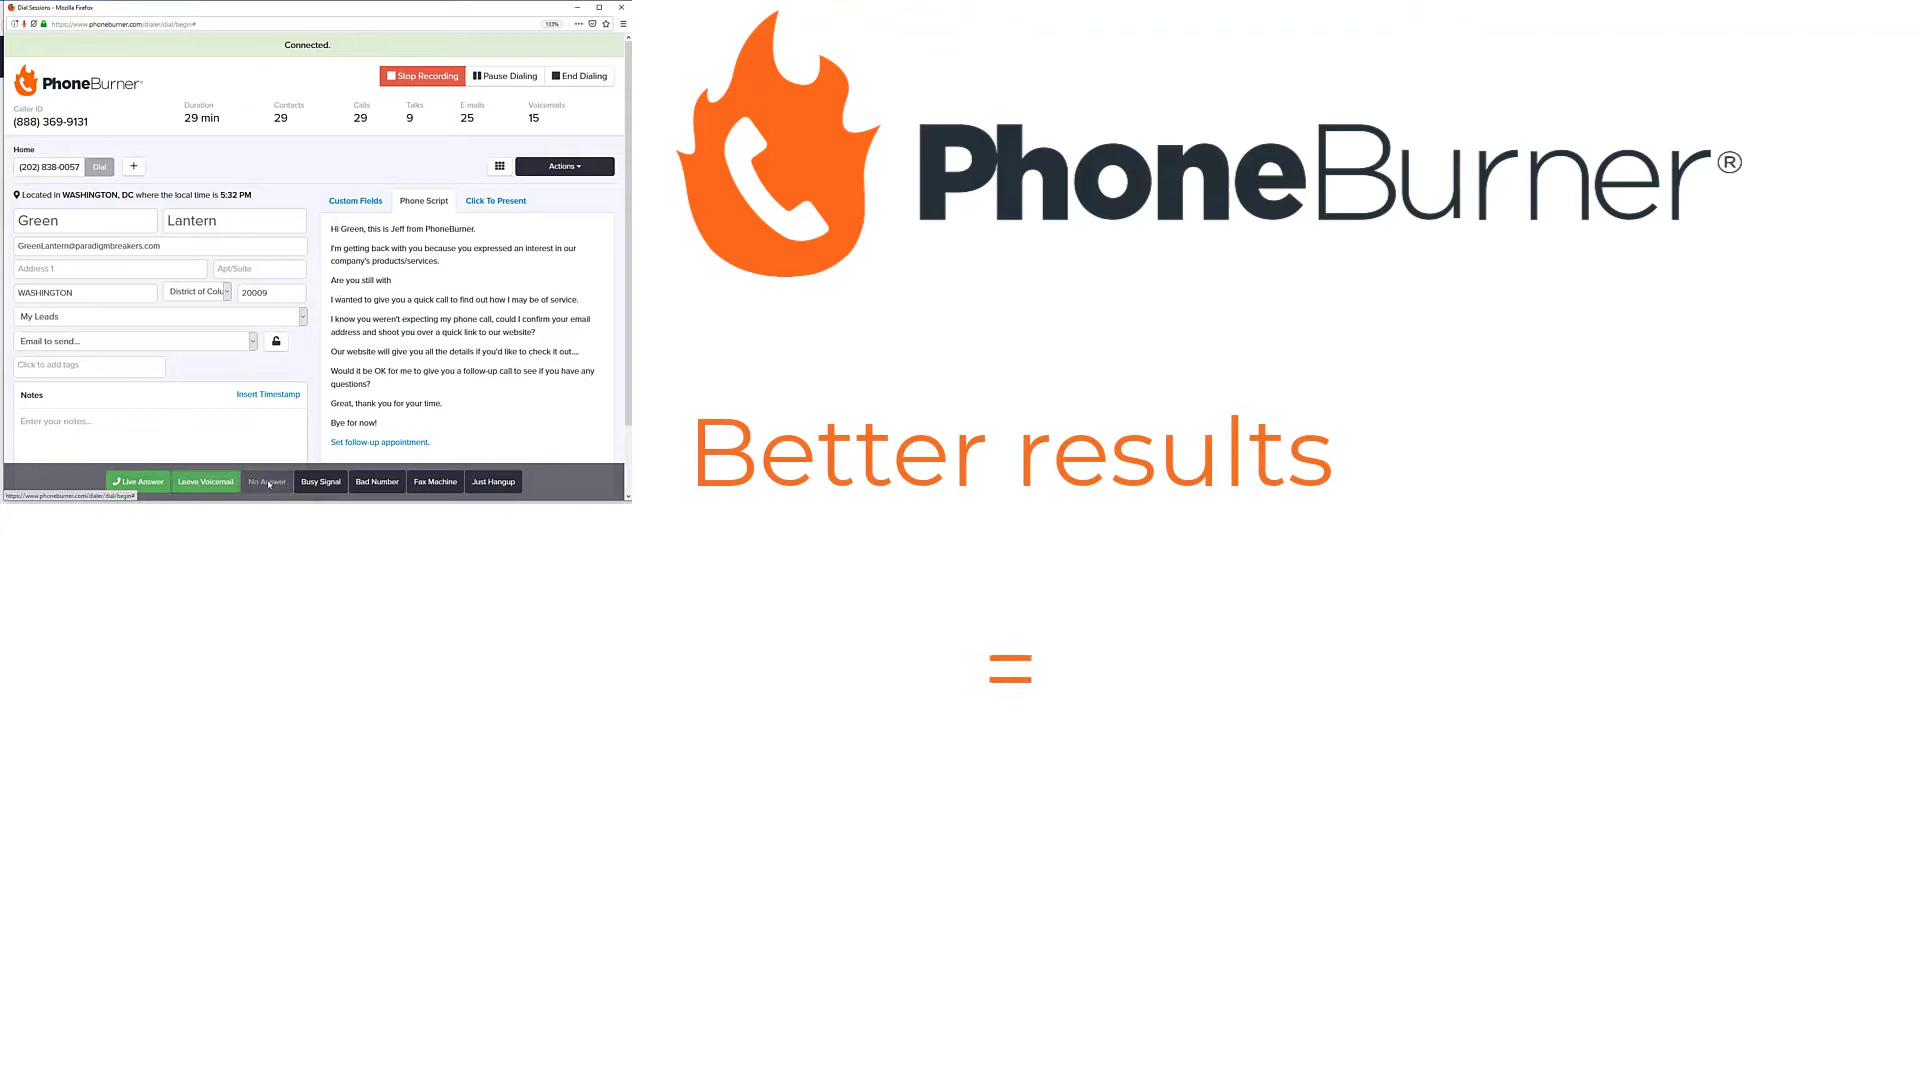 Dial Sessions - Mozilla Firefox
https://www.phoneburner.com/dialer/dial/begin#
133%
Connected.
PhoneBurner
Stop Recording
Pause Dialing
End Dialing
Caller ID
(888) 369-9131
Duration
29 min
Contacts
29
Calls
29
Talks
9
E-mails
25
Voicemails
15
Home
(202) 838-0057
Dial
+
Actions
Located in WASHINGTON, DC where the local time is 5:32 PM
Green
Lantern
GreenLantern@paradigmbreakers.com
Address 1
Apt/Suite
WASHINGTON
District of Colu
20009
My Leads
Email to send...
Click to add tags
Notes
Insert Timestamp
Enter your notes...
Custom Fields
Phone Script
Click To Present
Hi Green, this is Jeff from PhoneBurner.
I'm getting back with you because you expressed an interest in our
company's products/services.
Are you still with
I wanted to give you a quick call to find out how I may be of service.
I know you weren't expecting my phone call, could I confirm your email
address and shoot you over a quick link to our website?
Our website will give you all the details if you'd like to check it out....
Would it be OK for me to give you a follow-up call to see if you have any
questions?
Great, thank you for your time.
Bye for now!
Set follow-up appointment.
Live Answer
Leave Voicemail
No Answer
Busy Signal
Bad Number
Fax Machine
Just Hangup
https://www.phoneburner.com/dialer/dial/begin#
PhoneBurner®
Better results
=